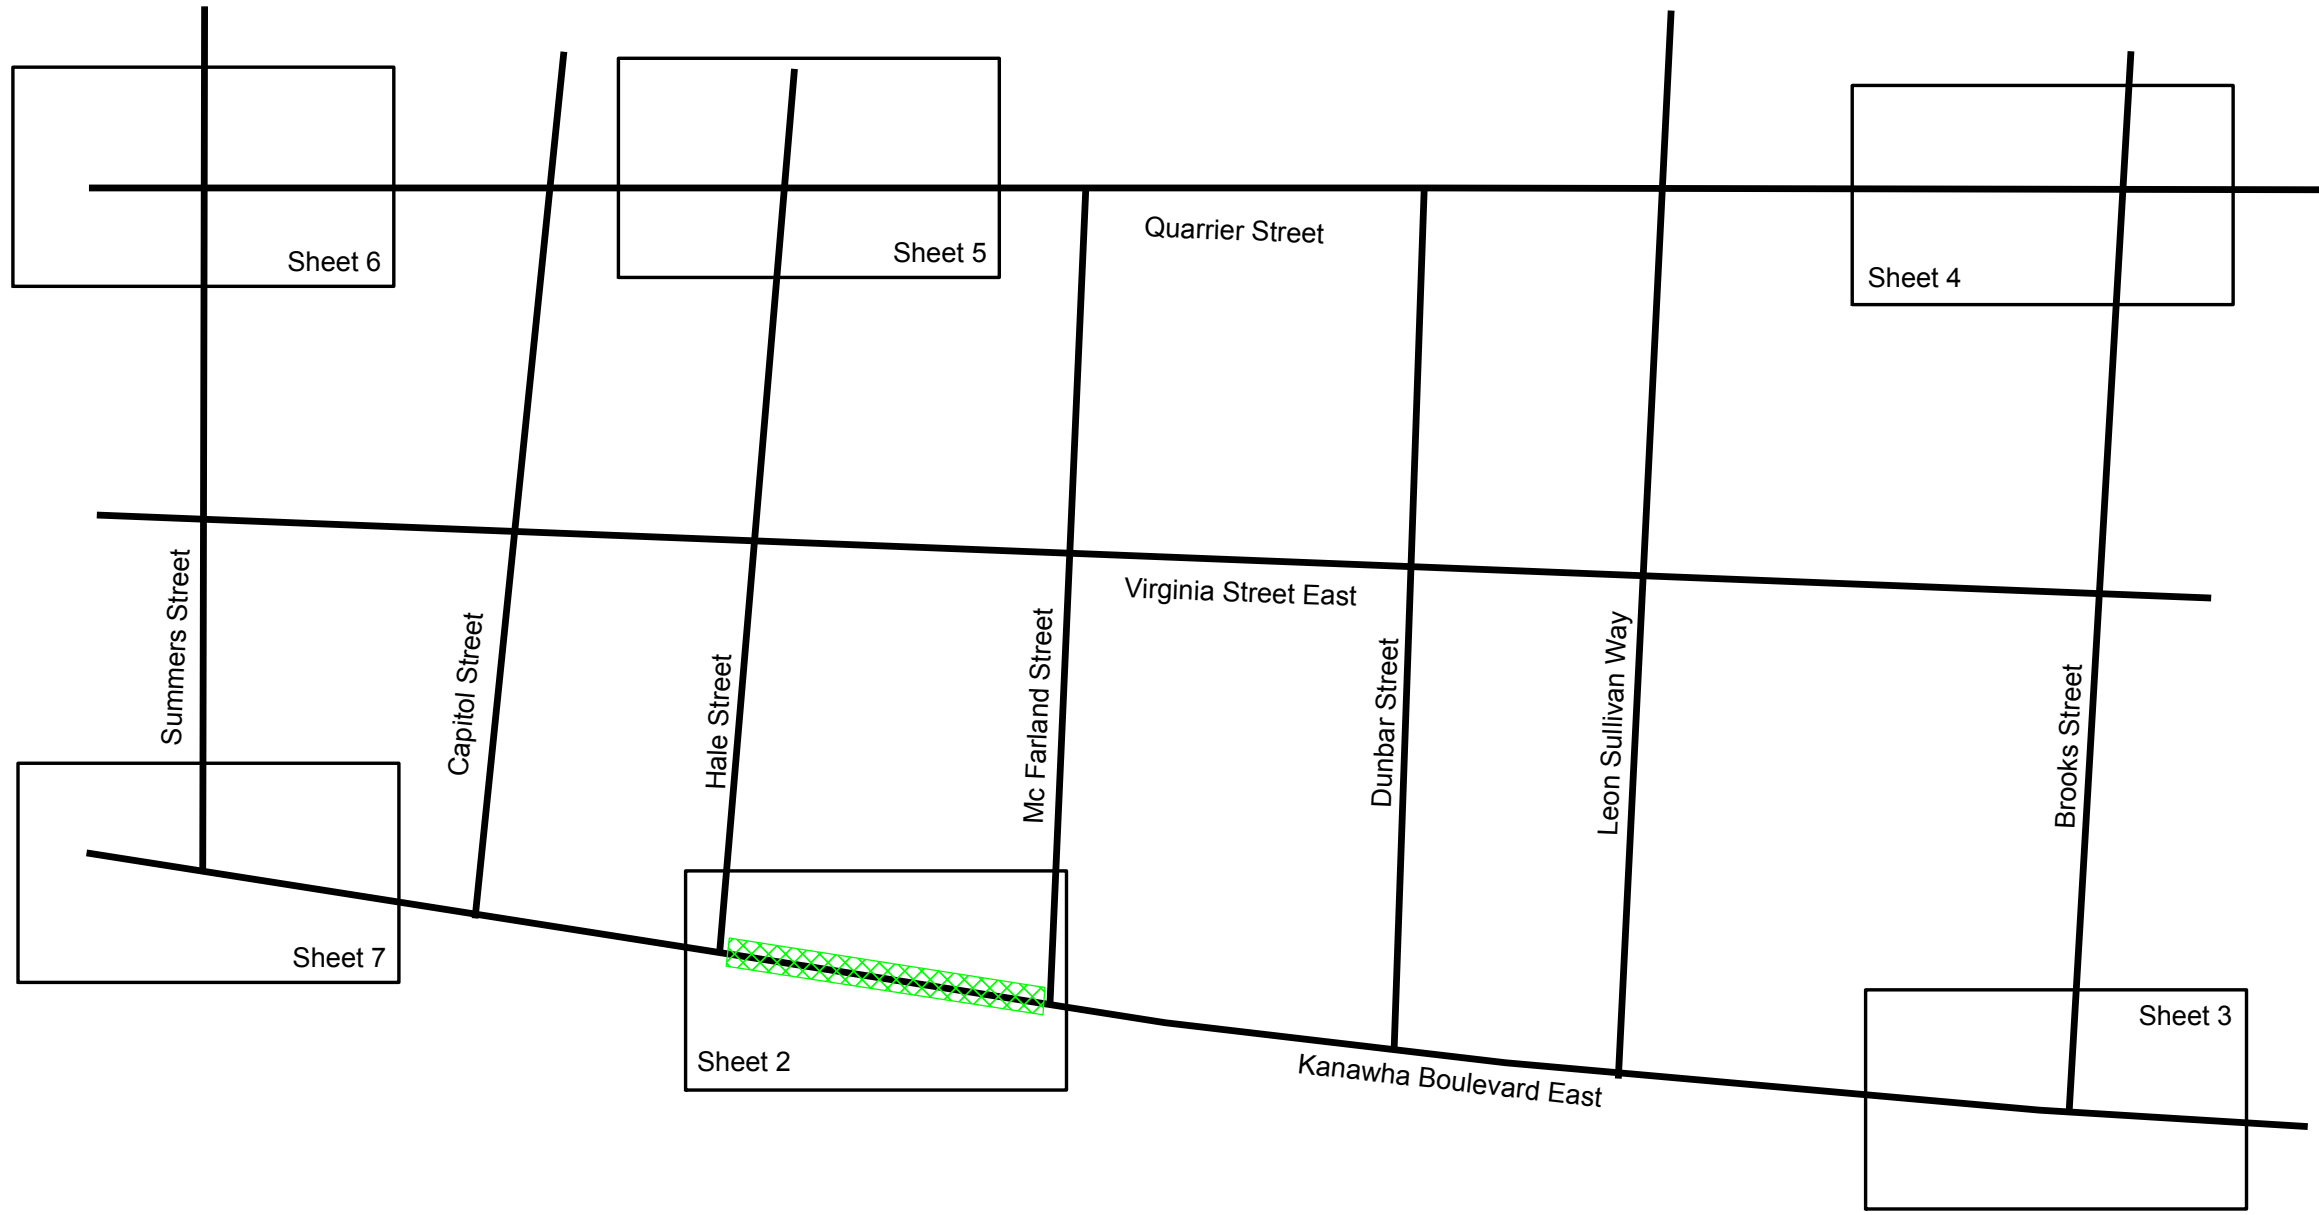 Sheet 6
Sheet 5
Sheet 4
Quarrier Street
Virginia Street East
Summers Street
Capitol Street
Hale Street
Mc Farland Street
Dunbar Street
Leon Sullivan Way
Brooks Street
Sheet 7
Sheet 2
Sheet 3
Kanawha Boulevard East